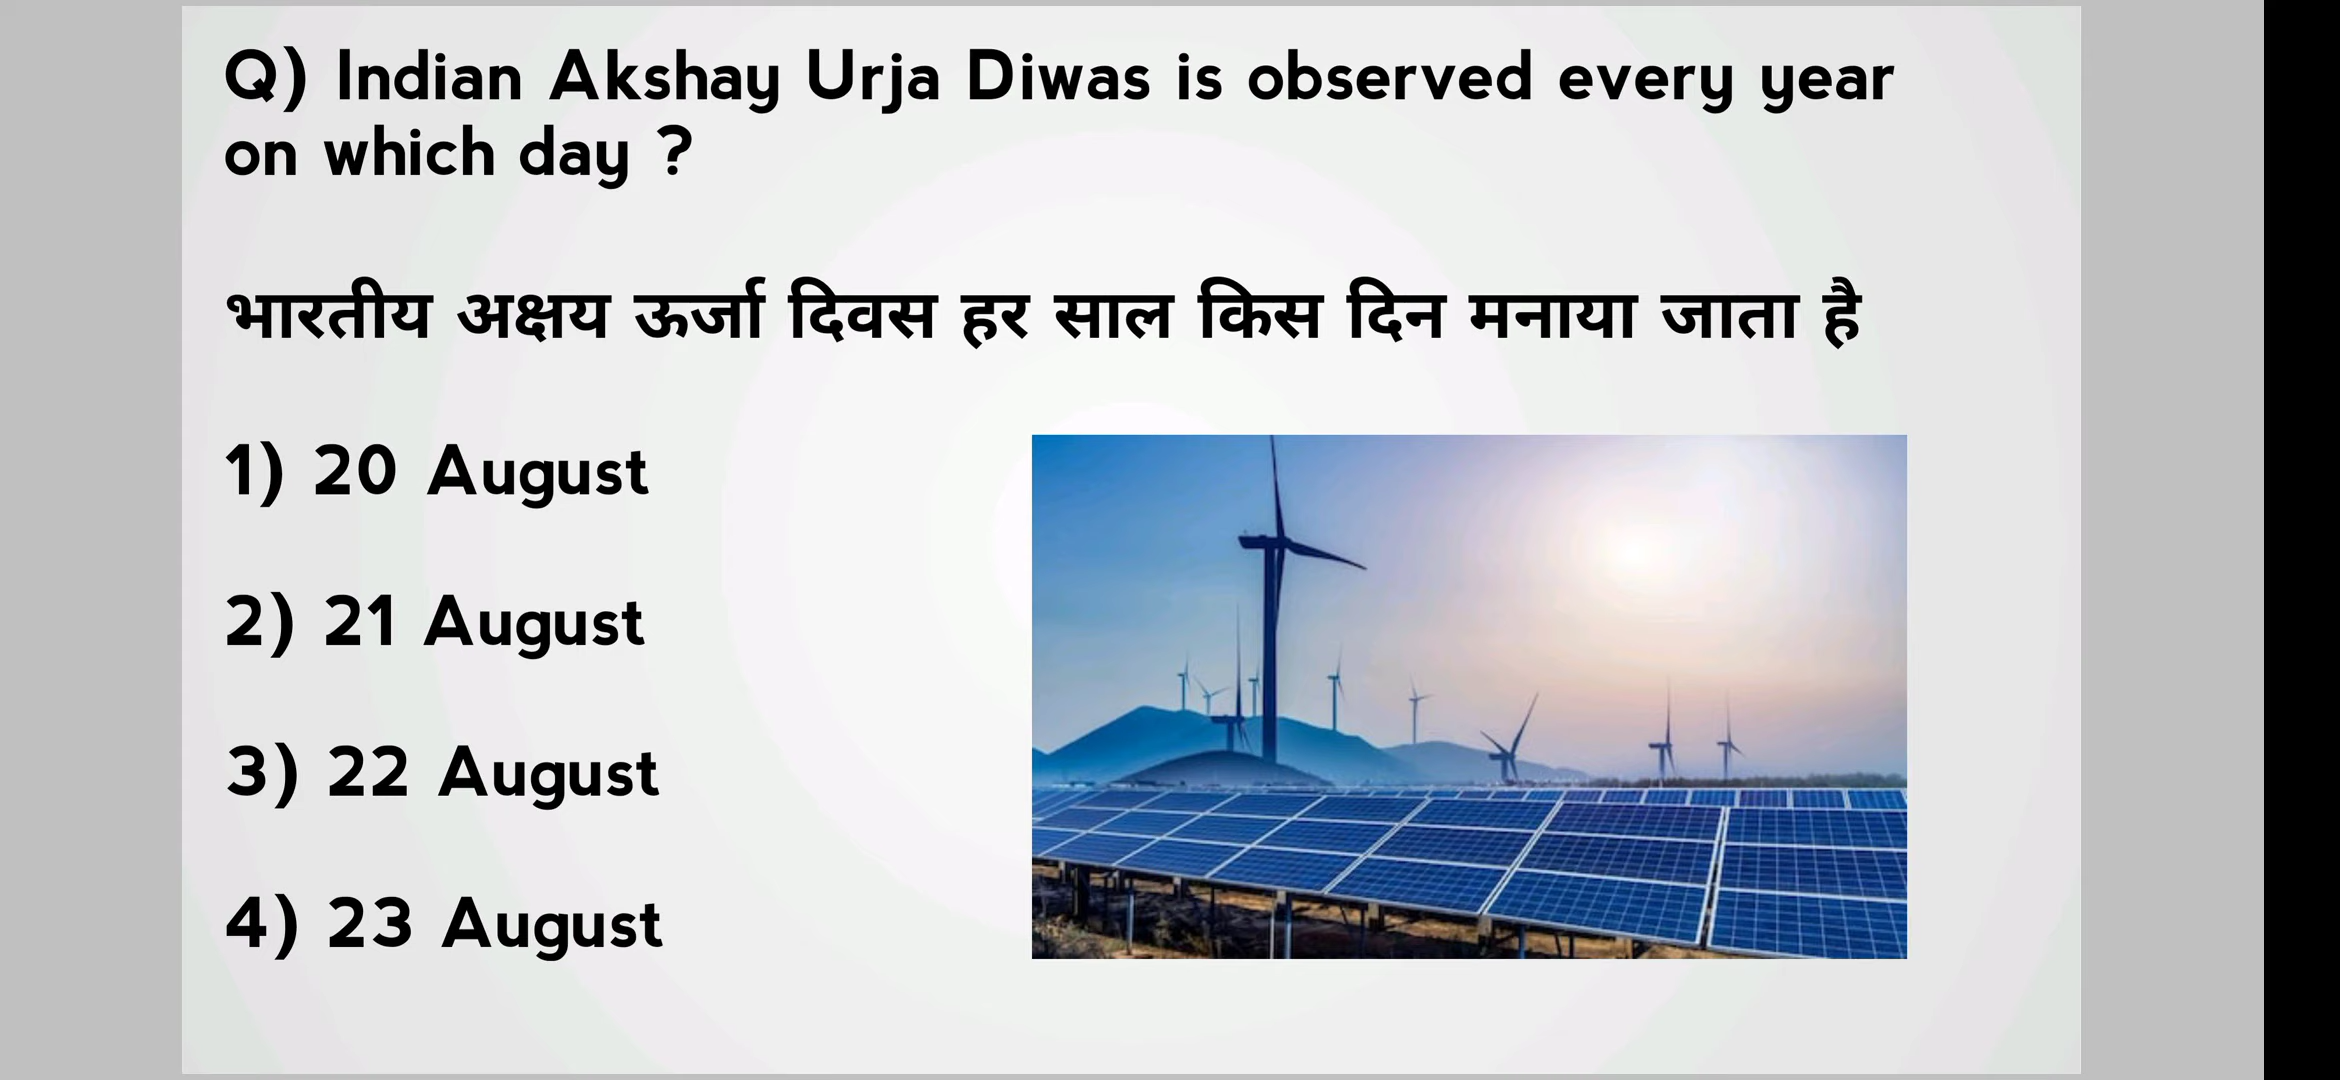 Q) Indian Akshay Urja Diwas is observed every year
on which day ?
भारतीय अक्षय ऊर्जा दिवस हर साल किस दिन मनाया जाता है
1) 20 August
2) 21 August
3) 22 August
4) 23 August